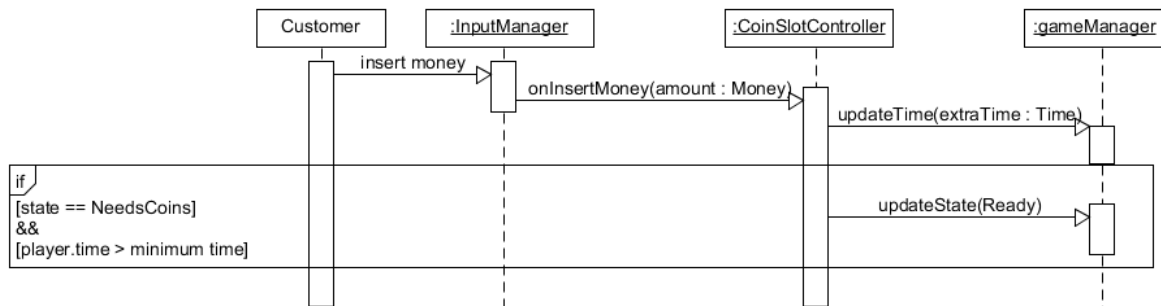 Customer
:InputManager
:CoinSlotController
:gameManager
insert money
onInsertMoney(amount : Money)
updateTime(extraTime : Time)
if
[state == NeedsCoins]
&&
[player.time > minimum time]
updateState(Ready)